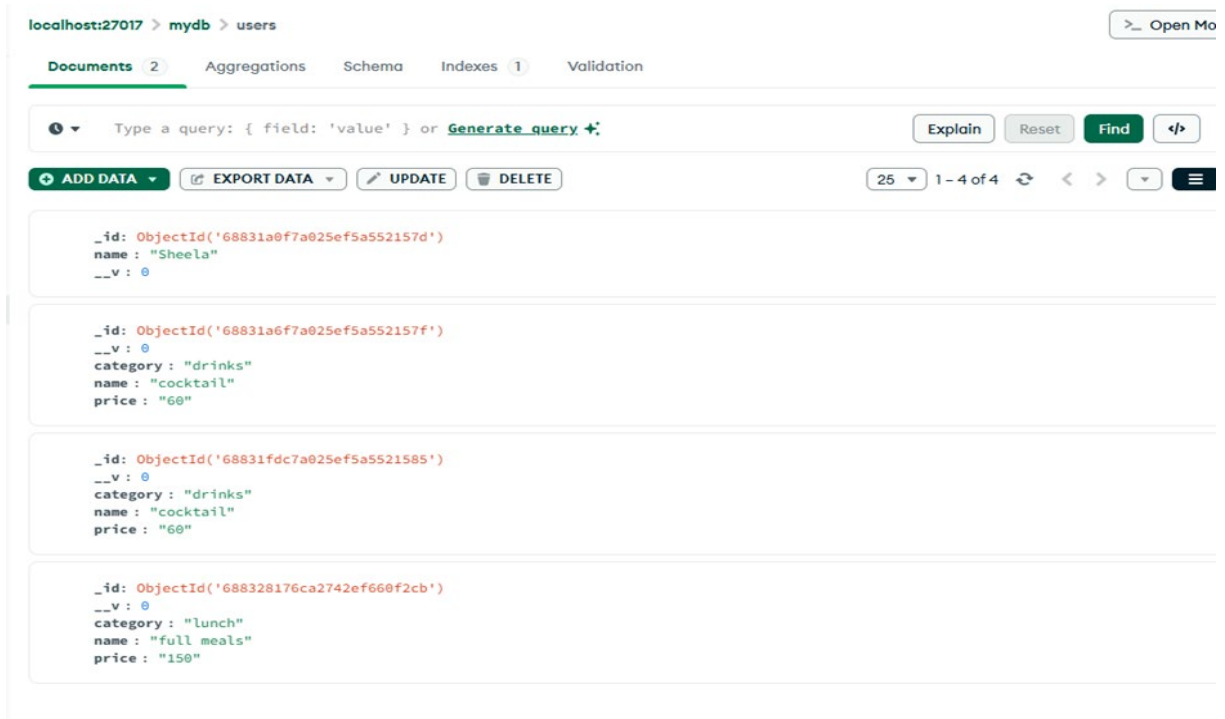 localhost:27017 > mydb > users
>_ Open Mo
Documents 2 Aggregations Schema Indexes 1 Validation
Type a query: { field: 'value' } or Generate query
Explain Reset Find </>
ADD DATA EXPORT DATA UPDATE DELETE
25 1 – 4 of 4
_id: ObjectId('68831a0f7a025ef5a552157d')
name : "Sheela"
__v : 0
_id: ObjectId('68831a6f7a025ef5a552157f')
__v : 0
category : "drinks"
name : "cocktail"
price : "60"
_id: ObjectId('68831fdc7a025ef5a5521585')
__v : 0
category : "drinks"
name : "cocktail"
price : "60"
_id: ObjectId('688328176ca2742ef660f2cb')
__v : 0
category : "lunch"
name : "full meals"
price : "150"